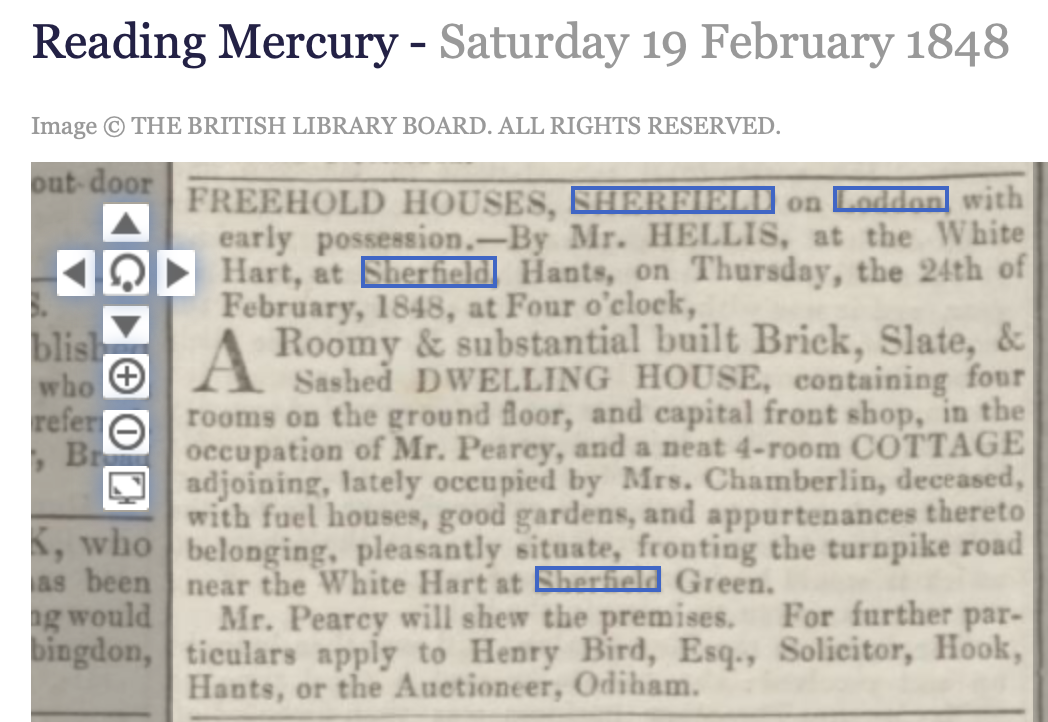 Reading Mercury - Saturday 19 February 1848
Image © THE BRITISH LIBRARY BOARD. ALL RIGHTS RESERVED.
out-door
FREEHOLD HOUSES, SHERFIELD on Loddon, with
early possession.—By Mr. HELLIS, at the White
Hart, at Sherfield, Hants, on Thursday, the 24th of
February, 1848, at Four o'clock,
A Roomy & substantial built Brick, Slate, &
Sashed DWELLING HOUSE, containing four
rooms on the ground floor, and capital front shop, in the
occupation of Mr. Pearcy, and a neat 4-room COTTAGE
adjoining, lately occupied by Mrs. Chamberlin, deceased,
with fuel houses, good gardens, and appurtenances thereto
belonging, pleasantly situate, fronting the turnpike road
near the White Hart at Sherfield Green.
Mr. Pearcy will shew the premises. For further par-
ticulars apply to Henry Bird, Esq., Solicitor, Hook,
Hants, or the Auctioneer, Odiham.
S.
blish
who
refer
, Br
K, who
as been
ng would
bingdon,